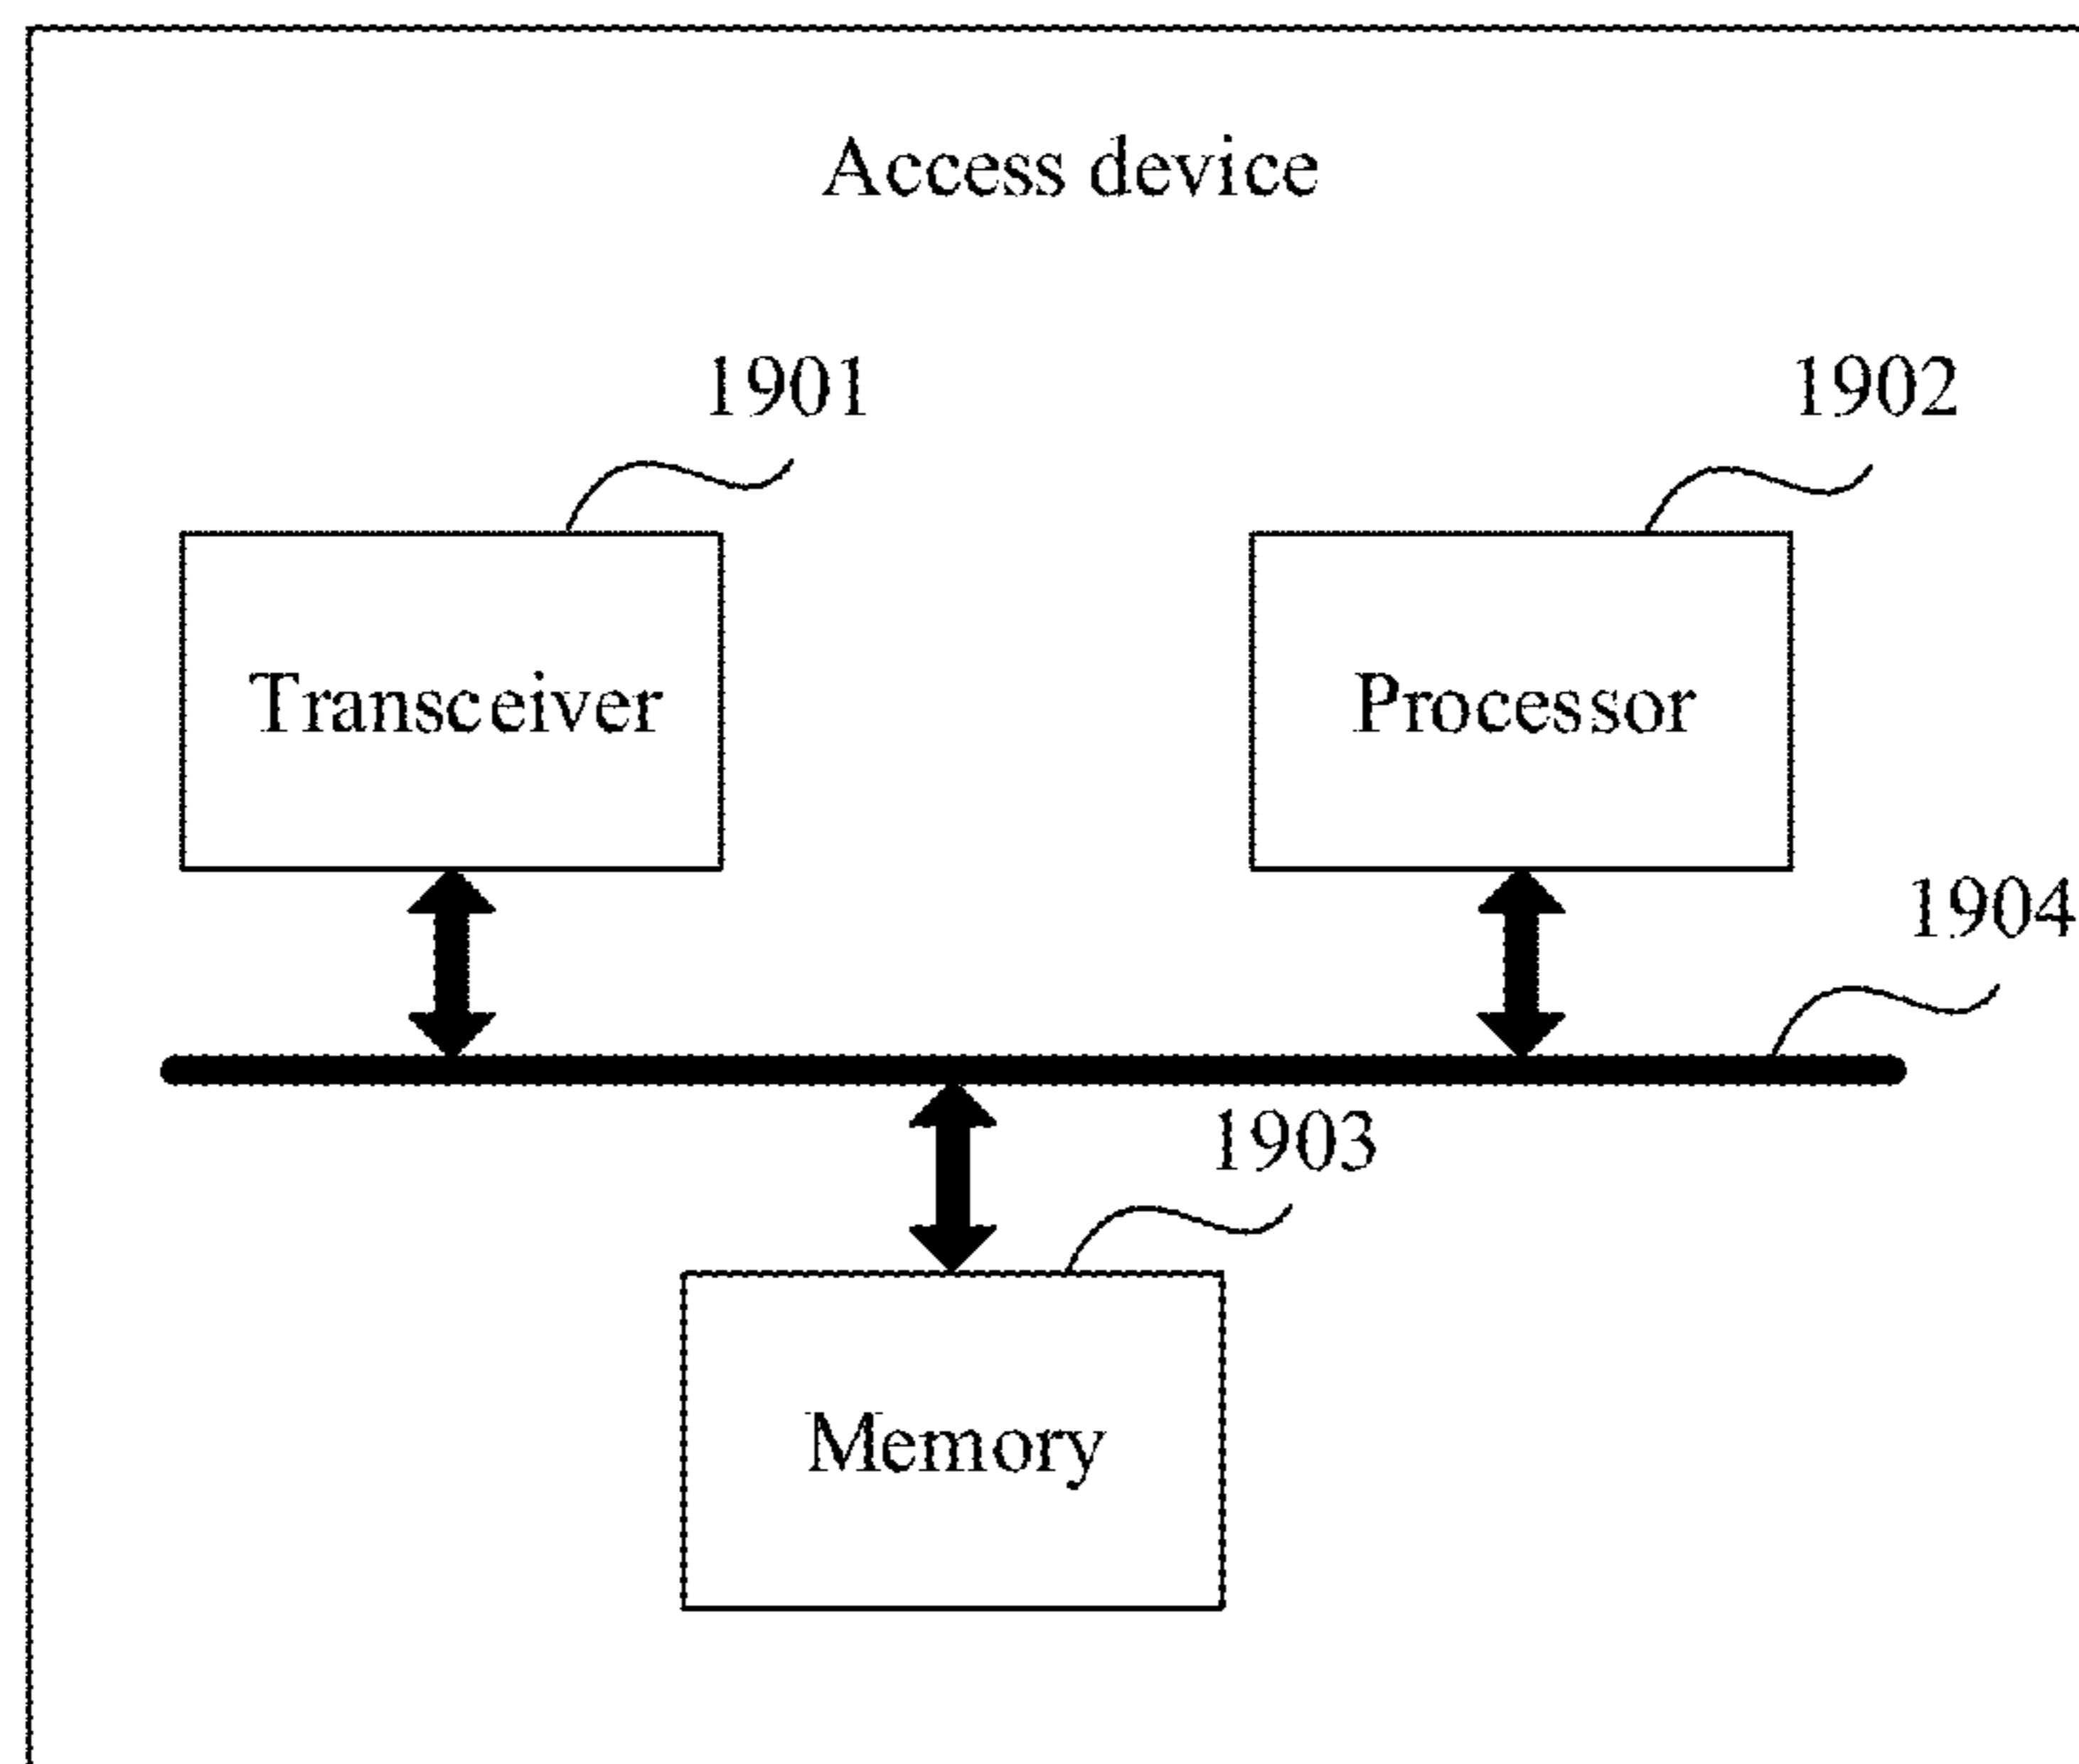 Access device
1901
1902
Transceiver
Processor
1904
1903
Memory